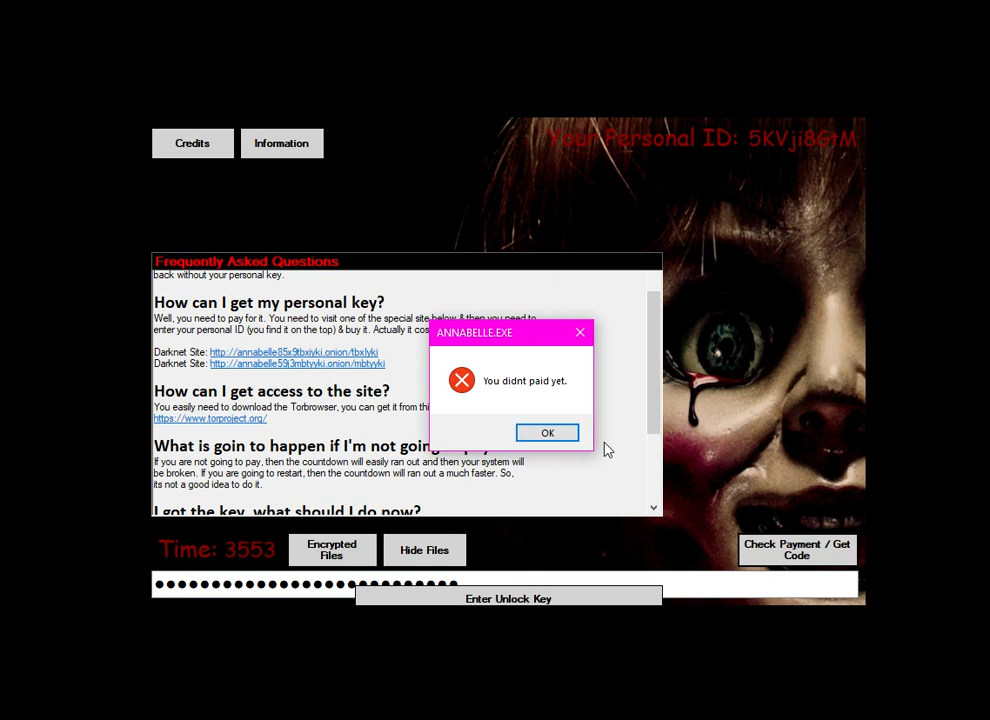 Credits
Information
Your Personal ID: 5KVji8GtM
Frequently Asked Questions
back without your personal key.
How can I get my personal key?
Well, you need to pay for it. You need to visit one of the special site below & then you need to
enter your personal ID (you find it on the top) & buy it. Actually it cos
Darknet Site: http://annabelle85x9tbxiyki.onion/tbxIyki
Darknet Site: http://annabelle59j3mbtyyki.onion/mbtyyki
How can I get access to the site?
You easily need to download the Torbrowser, you can get it from thi
https://www.torproject.org/
What is goin to happen if I'm not going
If you are not going to pay, then the countdown will easily ran out and then your system will
be broken. If you are going to restart, then the countdown will ran out a much faster. So,
its not a good idea to do it.
I got the key, what should I do now?
ANNABELLE.EXE
You didnt paid yet.
OK
Time: 3553
Encrypted
Files
Hide Files
Check Payment / Get
Code
Enter Unlock Key